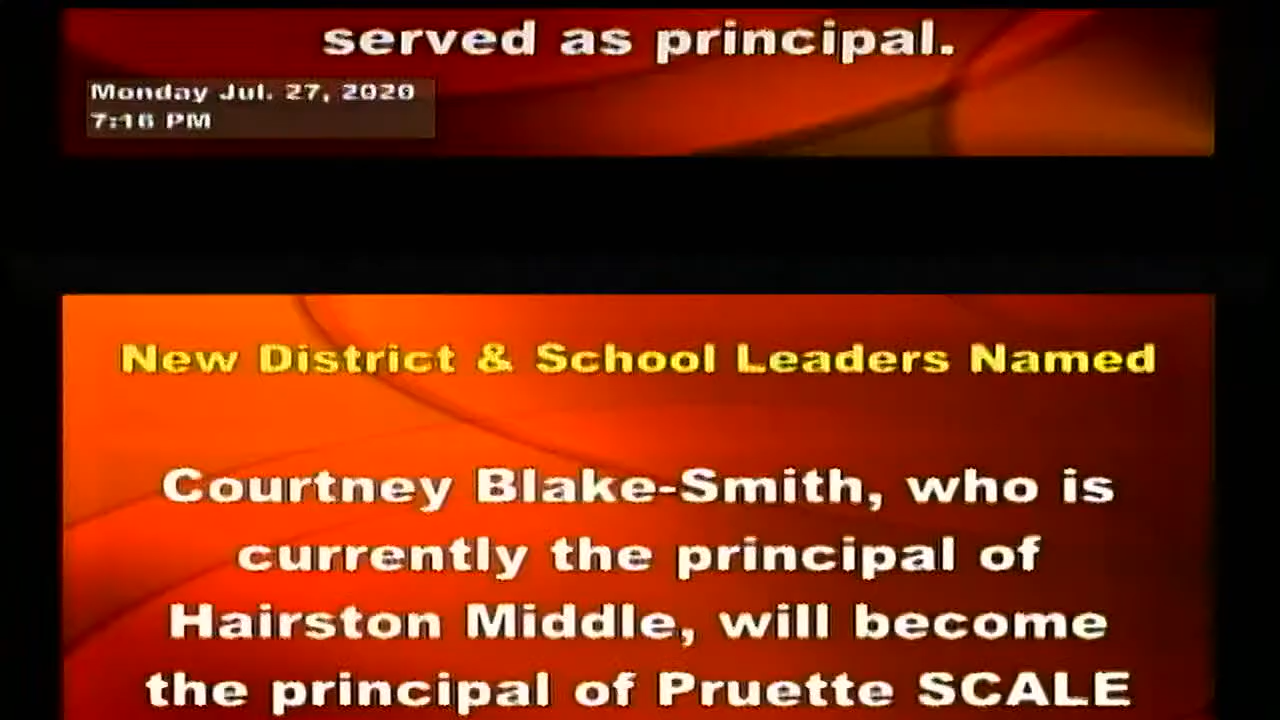 served as principal.
Monday Jul. 27, 2020
7:16 PM
New District & School Leaders Named
Courtney Blake-Smith, who is
currently the principal of
Hairston Middle, will become
the principal of Pruette SCALE